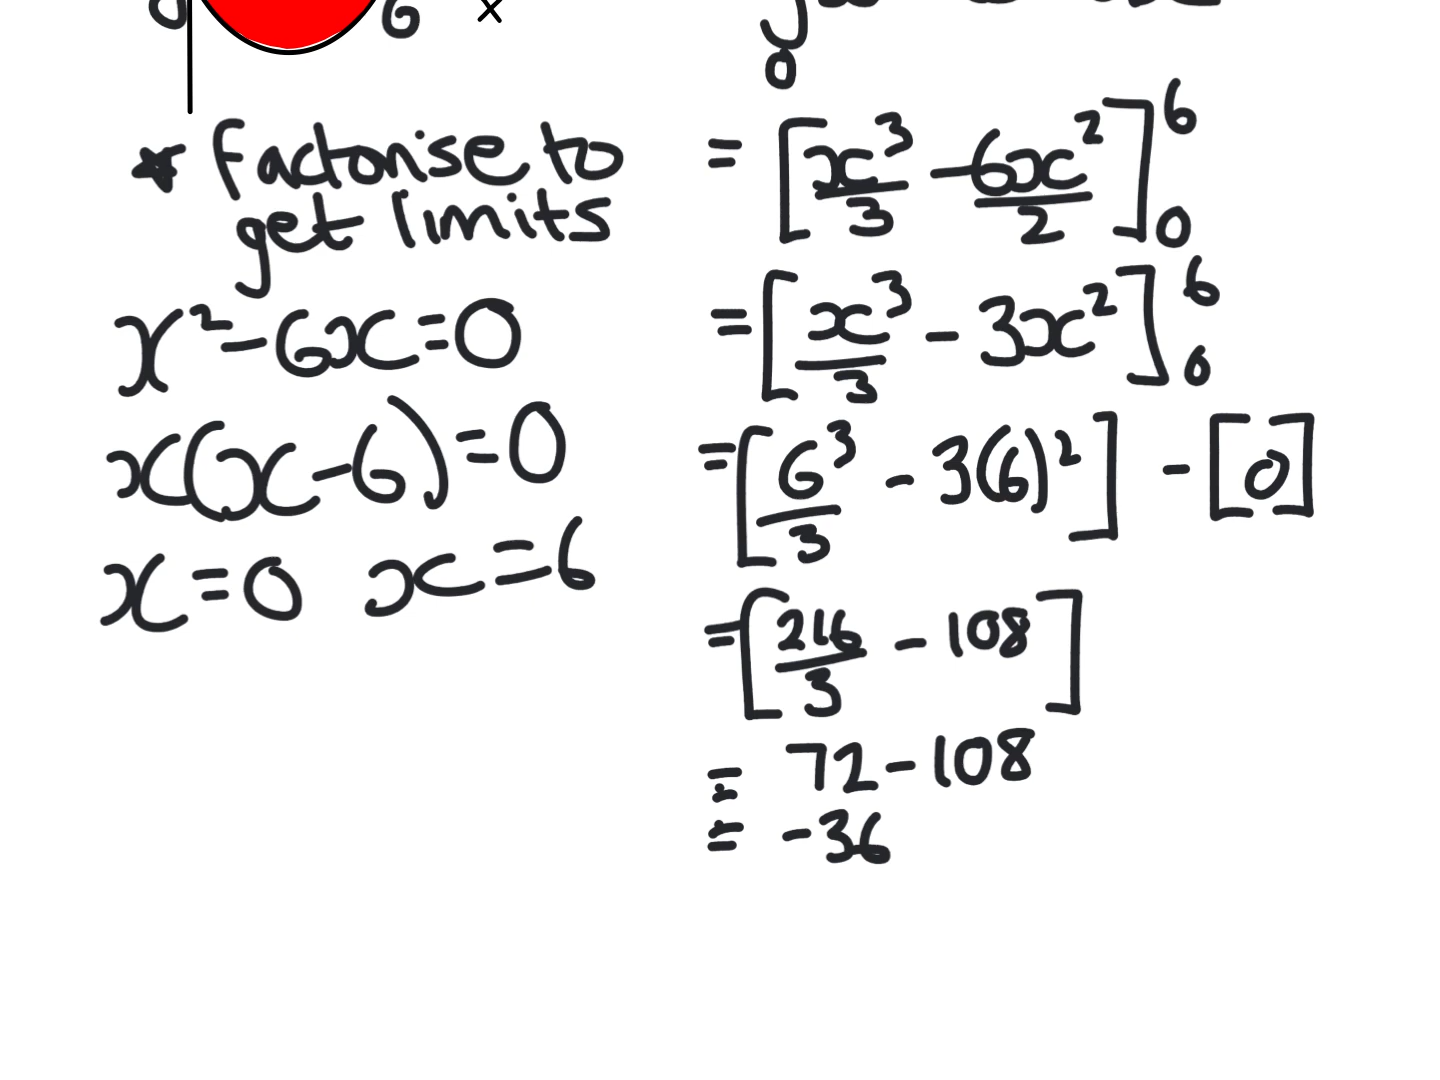 0 6 x
* factorise to
get limits
x² - 6x = 0
x(x - 6) = 0
x = 0 x = 6
0
= [x³/3 - 6x²/2]⁶₀
= [x³/3 - 3x²]⁶₀
= [6³/3 - 3(6)²] - [0]
= [216/3 - 108]
= 72 - 108
= -36